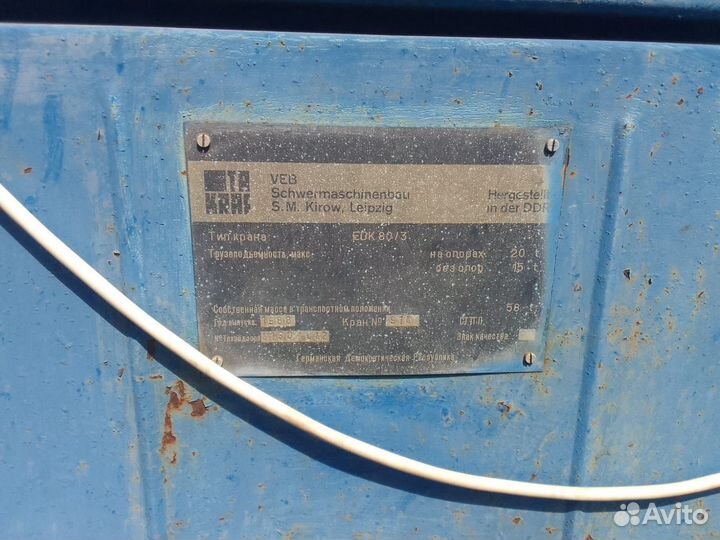 TAKRAF
VEB
Schwermaschinenbau
S.M. Kirow, Leipzig
Hergestellt
in der DDR
Тип крана EDK 80/3
Грузоподъемность, макс. на опорах 20 t
без опор 15 t
Собственная масса в транспортном положении 58 t
Год выпуска 1988 Кран №
Знак качества
Германская Демократическая Республика
Avito